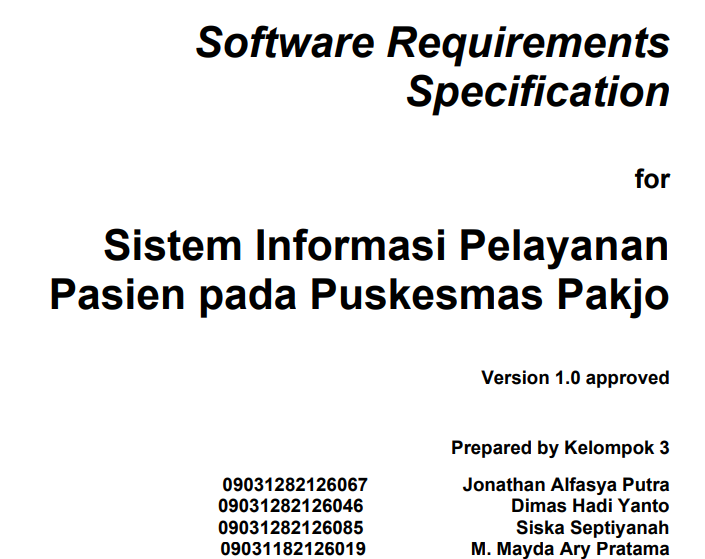 Software Requirements
Specification
for
Sistem Informasi Pelayanan
Pasien pada Puskesmas Pakjo
Version 1.0 approved
Prepared by Kelompok 3
09031282126067 Jonathan Alfasya Putra
09031282126046 Dimas Hadi Yanto
09031282126085 Siska Septiyanah
09031182126019 M. Mayda Ary Pratama